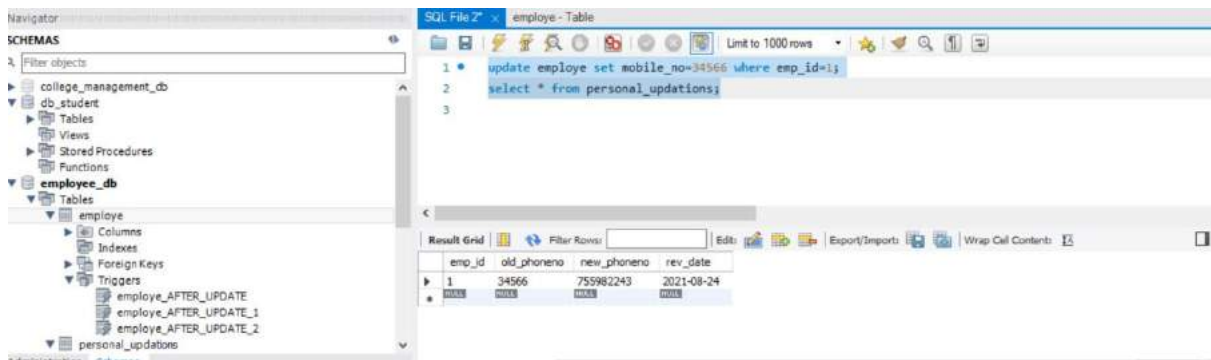 Navigator
SCHEMAS
Filter objects
college_management_db
db_student
Tables
Views
Stored Procedures
Functions
employee_db
Tables
employe
Columns
Indexes
Foreign Keys
Triggers
employe_AFTER_UPDATE
employe_AFTER_UPDATE_1
employe_AFTER_UPDATE_2
personal_updations
SQL File 2* × employe - Table
Limit to 1000 rows
1 update employe set mobile_no=34566 where emp_id=1;
2 select * from personal_updations;
3
Result Grid Filter Rows: Edit: Export/Import: Wrap Cell Content:
emp_id old_phoneno new_phoneno rev_date
1 34566 755982243 2021-08-24
NULL NULL NULL NULL